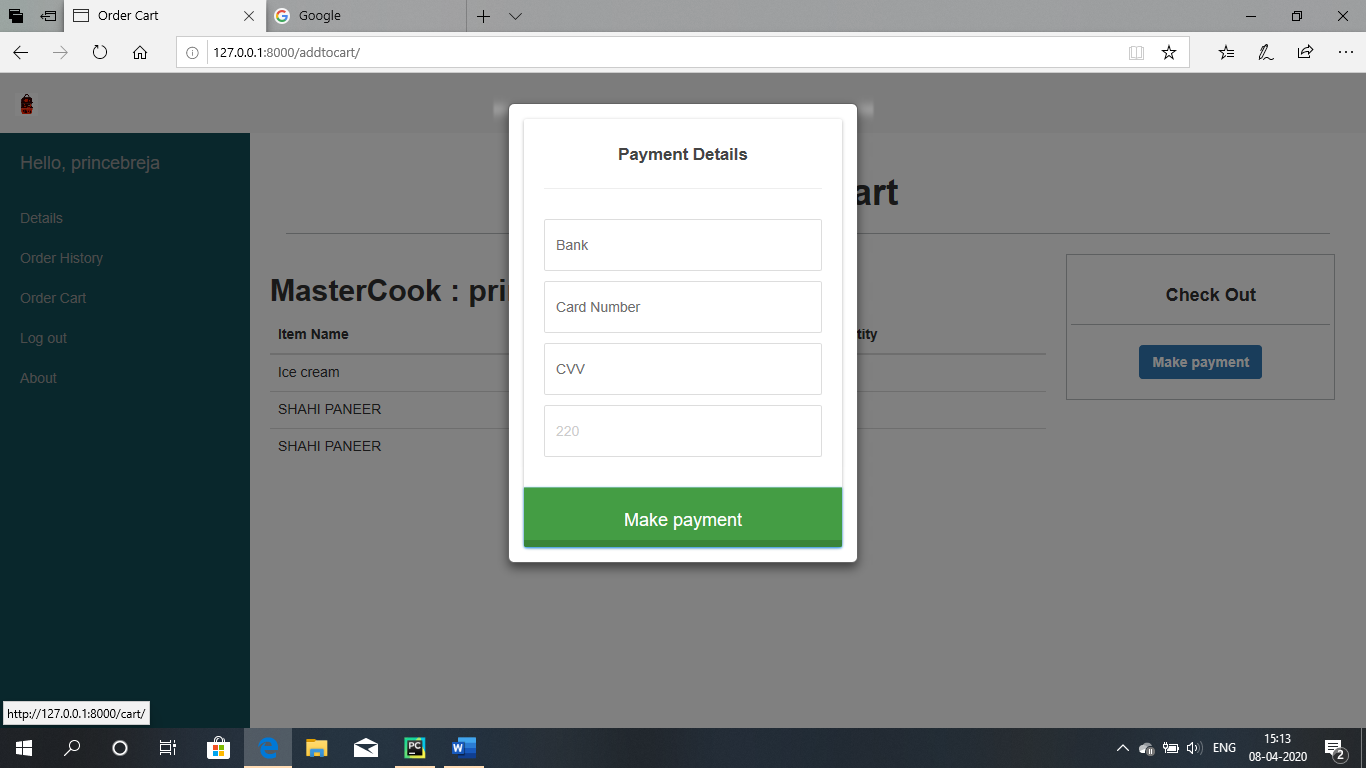 Order Cart
Google
127.0.0.1:8000/addtocart/
Hello, princebreja
Details
Order History
Order Cart
Log out
About
art
MasterCook : pri
Item Name
tity
Ice cream
SHAHI PANEER
SHAHI PANEER
Check Out
Make payment
Payment Details
Bank
Card Number
CVV
220
Make payment
http://127.0.0.1:8000/cart/
PC
W
ENG
15:13
08-04-2020
2